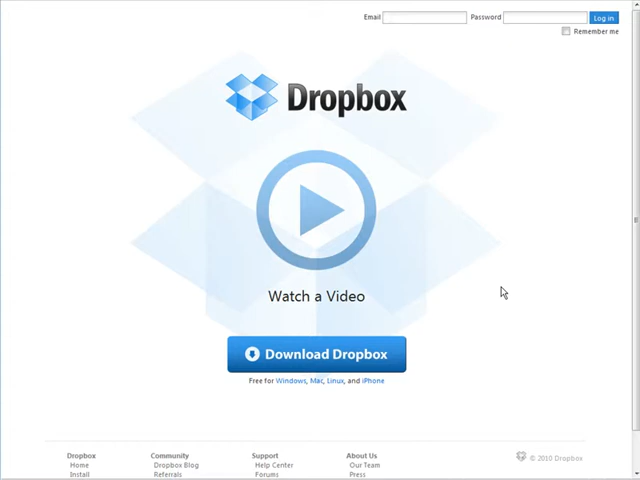 Email Password Log in
Remember me
Dropbox
Watch a Video
Download Dropbox
Free for Windows, Mac, Linux, and iPhone
Dropbox Community Support About Us
Home Dropbox Blog Help Center Our Team
Install Referrals Forums Press
© 2010 Dropbox